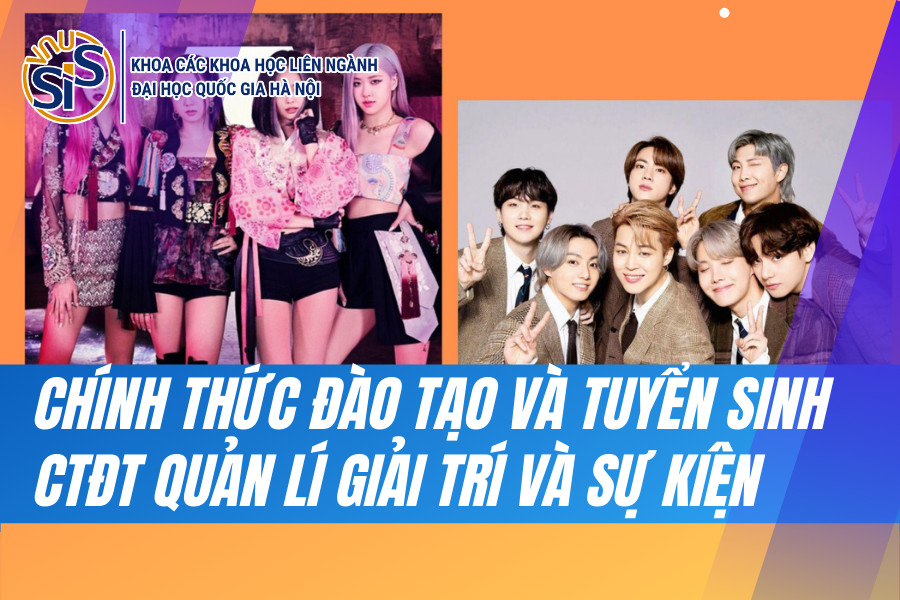 VNU
SIS
KHOA CÁC KHOA HỌC LIÊN NGÀNH
ĐẠI HỌC QUỐC GIA HÀ NỘI
CHÍNH THỨC ĐÀO TẠO VÀ TUYỂN SINH
CTĐT QUẢN LÍ GIẢI TRÍ VÀ SỰ KIỆN